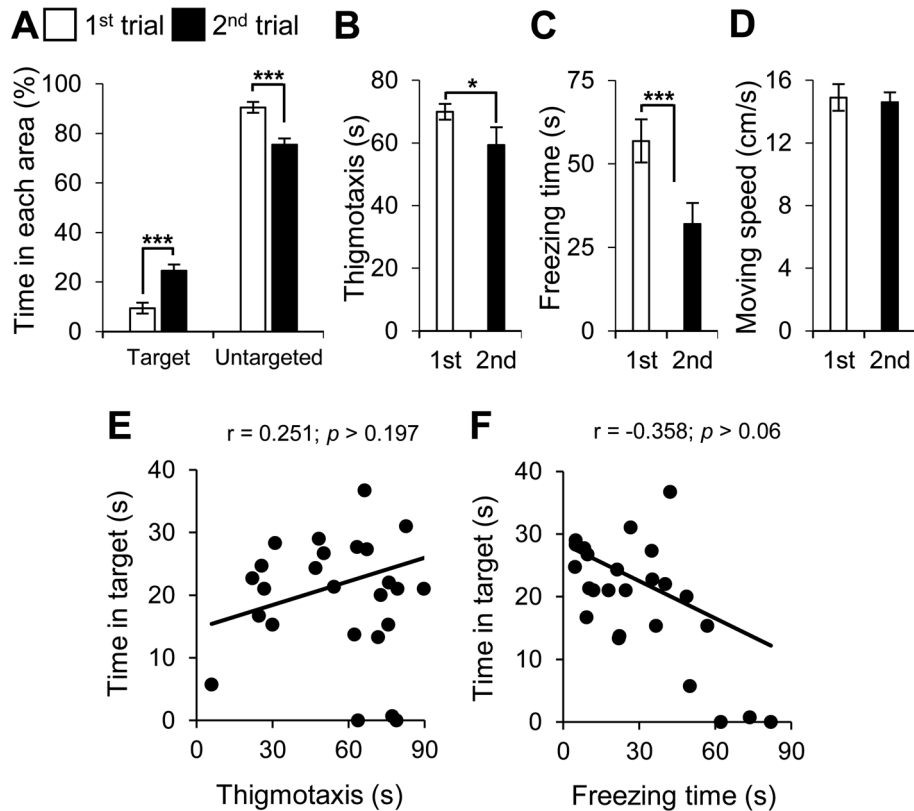 A 1st trial 2nd trial
Time in each area (%)
100
80
60
40
20
0
***
***
Target Untargeted
B
Thigmotaxis (s)
80
60
40
20
0
*
1st 2nd
C
Freezing time (s)
75
50
25
0
***
1st 2nd
D
Moving speed (cm/s)
16
12
8
4
0
1st 2nd
E
r = 0.251; p > 0.197
Time in target (s)
40
30
20
10
0
0 30 60 90
Thigmotaxis (s)
F
r = -0.358; p > 0.06
Time in target (s)
40
30
20
10
0
0 30 60 90
Freezing time (s)